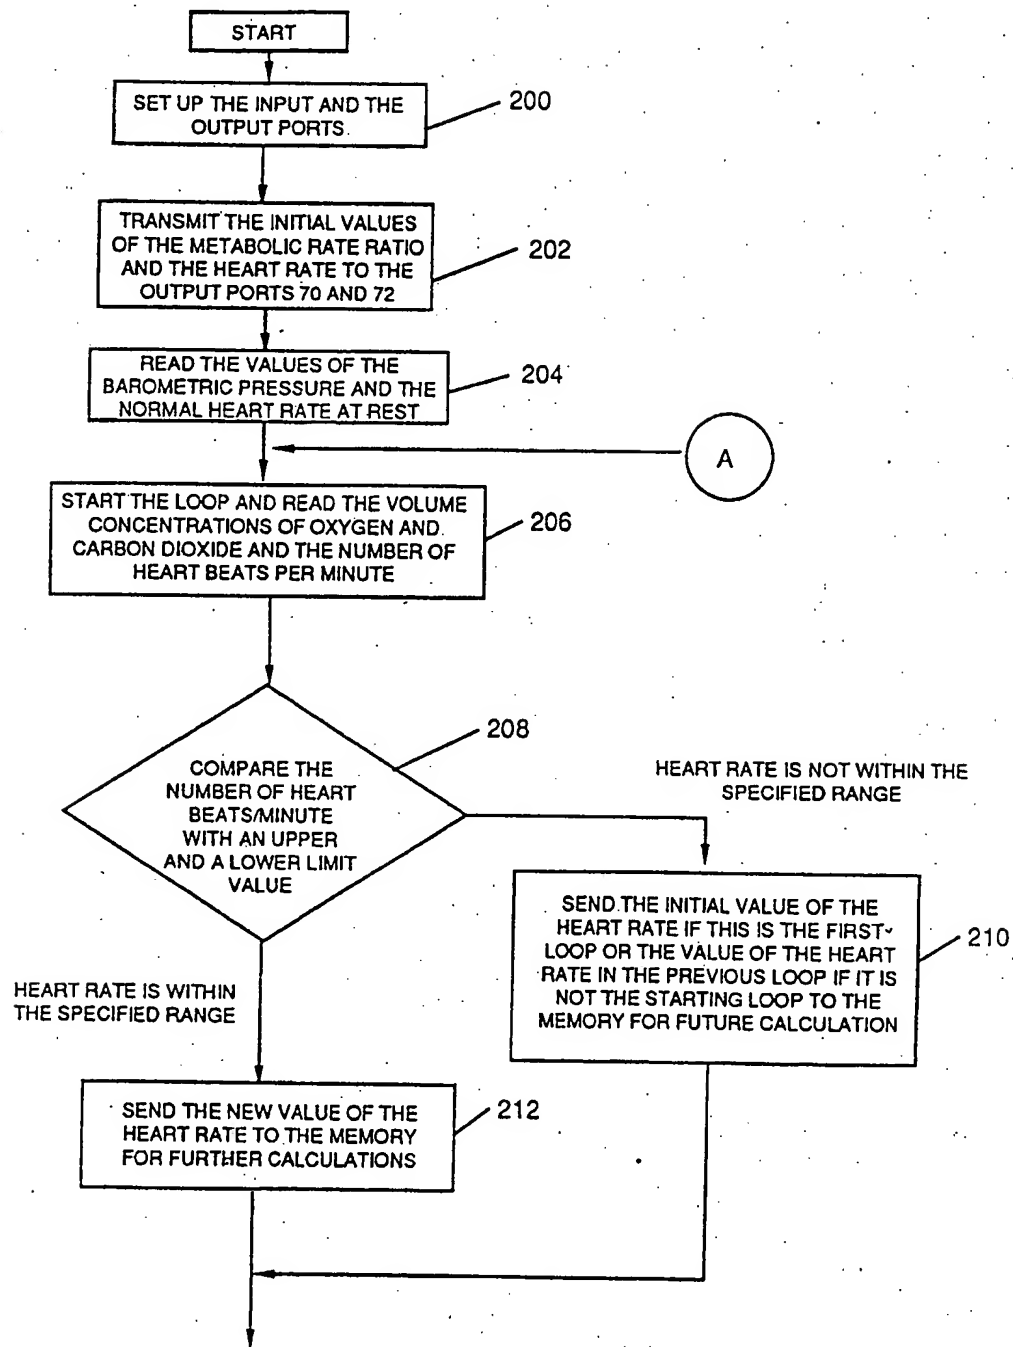 START
SET UP THE INPUT AND THE
OUTPUT PORTS.
200
TRANSMIT THE INITIAL VALUES
OF THE METABOLIC RATE RATIO
AND THE HEART RATE TO THE
OUTPUT PORTS 70 AND 72
202
READ THE VALUES OF THE
BAROMETRIC PRESSURE AND THE
NORMAL HEART RATE AT REST
204
A
START THE LOOP AND READ THE VOLUME
CONCENTRATIONS OF OXYGEN AND
CARBON DIOXIDE AND THE NUMBER OF
HEART BEATS PER MINUTE
206
208
COMPARE THE
NUMBER OF HEART
BEATS/MINUTE
WITH AN UPPER
AND A LOWER LIMIT
VALUE
HEART RATE IS NOT WITHIN THE
SPECIFIED RANGE
SEND THE INITIAL VALUE OF THE
HEART RATE IF THIS IS THE FIRST
LOOP OR THE VALUE OF THE HEART
RATE IN THE PREVIOUS LOOP IF IT IS
NOT THE STARTING LOOP TO THE
MEMORY FOR FUTURE CALCULATION
210
HEART RATE IS WITHIN
THE SPECIFIED RANGE
SEND THE NEW VALUE OF THE
HEART RATE TO THE MEMORY
FOR FURTHER CALCULATIONS
212